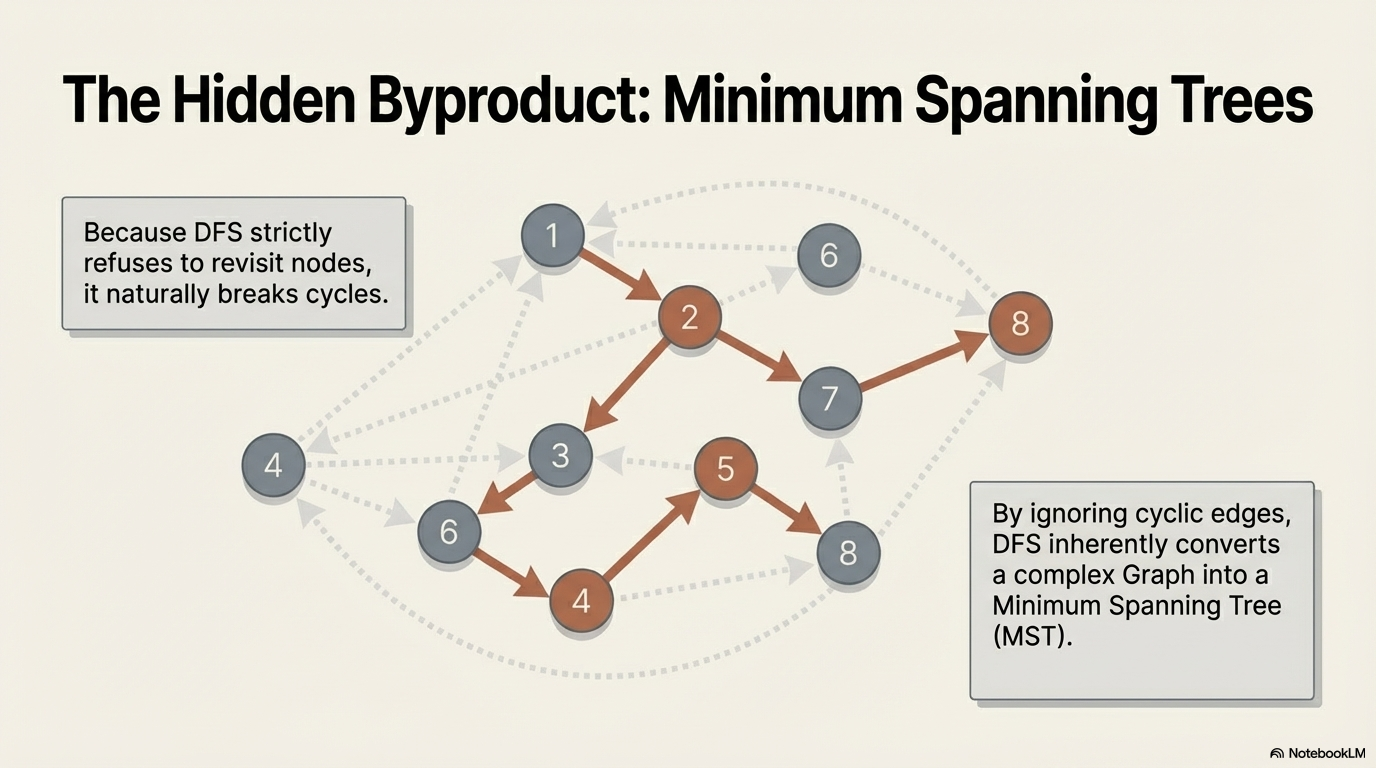 The Hidden Byproduct: Minimum Spanning Trees
Because DFS strictly
refuses to revisit nodes,
it naturally breaks cycles.
1
6
2
8
7
3
5
4
6
8
4
By ignoring cyclic edges,
DFS inherently converts
a complex Graph into a
Minimum Spanning Tree
(MST).
NotebookLM